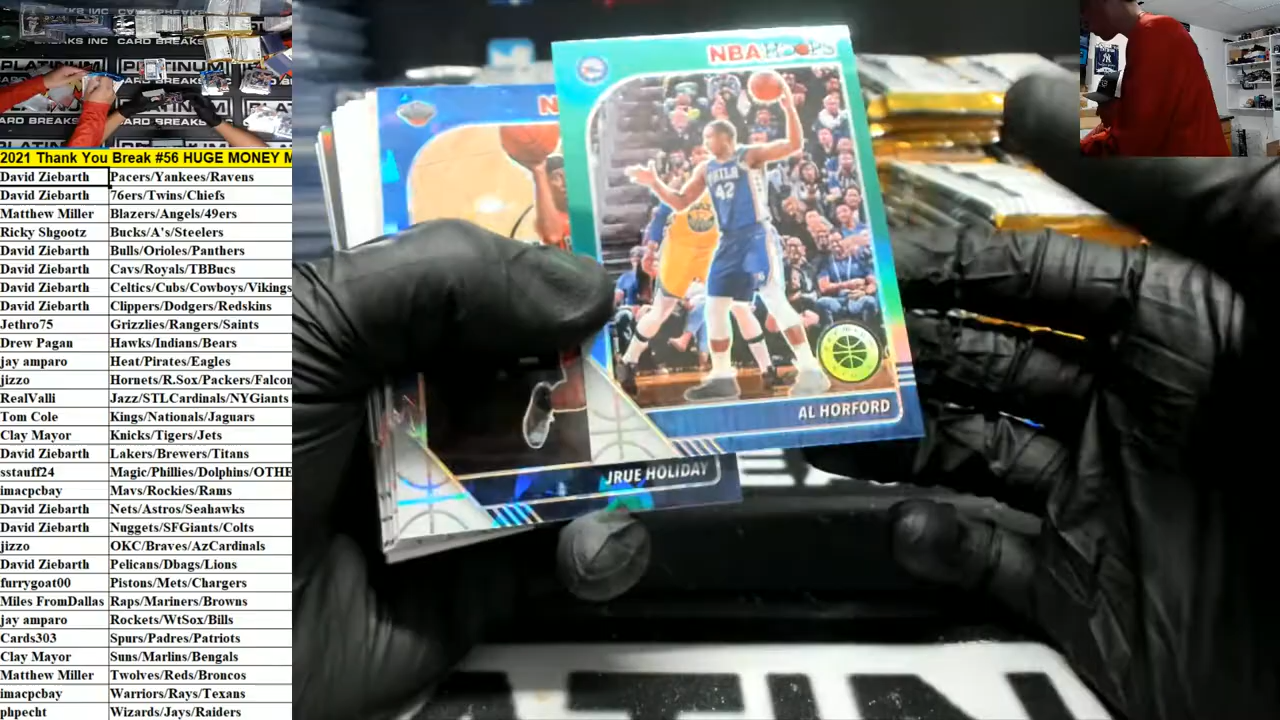 BREAKS INC CARD BREAKS
PLATINUM PLATINUM
CARD BREAKS
2021 Thank You Break #56 HUGE MONEY M
David Ziebarth Pacers/Yankees/Ravens
David Ziebarth 76ers/Twins/Chiefs
Matthew Miller Blazers/Angels/49ers
Ricky Shgootz Bucks/A's/Steelers
David Ziebarth Bulls/Orioles/Panthers
David Ziebarth Cavs/Royals/TBBucs
David Ziebarth Celtics/Cubs/Cowboys/Vikings
David Ziebarth Clippers/Dodgers/Redskins
Jethro75 Grizzlies/Rangers/Saints
Drew Pagan Hawks/Indians/Bears
jay amparo Heat/Pirates/Eagles
jizzo Hornets/R.Sox/Packers/Falcon
RealValli Jazz/STLCardinals/NYGiants
Tom Cole Kings/Nationals/Jaguars
Clay Mayor Knicks/Tigers/Jets
David Ziebarth Lakers/Brewers/Titans
sstauff24 Magic/Phillies/Dolphins/OTHE
imacpcbay Mavs/Rockies/Rams
David Ziebarth Nets/Astros/Seahawks
David Ziebarth Nuggets/SFGiants/Colts
jizzo OKC/Braves/AzCardinals
David Ziebarth Pelicans/Dbags/Lions
furrygoat00 Pistons/Mets/Chargers
Miles FromDallas Raps/Mariners/Browns
jay amparo Rockets/WtSox/Bills
Cards303 Spurs/Padres/Patriots
Clay Mayor Suns/Marlins/Bengals
Matthew Miller Twolves/Reds/Broncos
imacpcbay Warriors/Rays/Texans
phpecht Wizards/Jays/Raiders
NBA HOOPS
PHILA
42
AL HORFORD
N
JRUE HOLIDAY